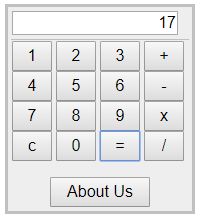 17
1 2 3 +
4 5 6 -
7 8 9 x
c 0 = /
About Us